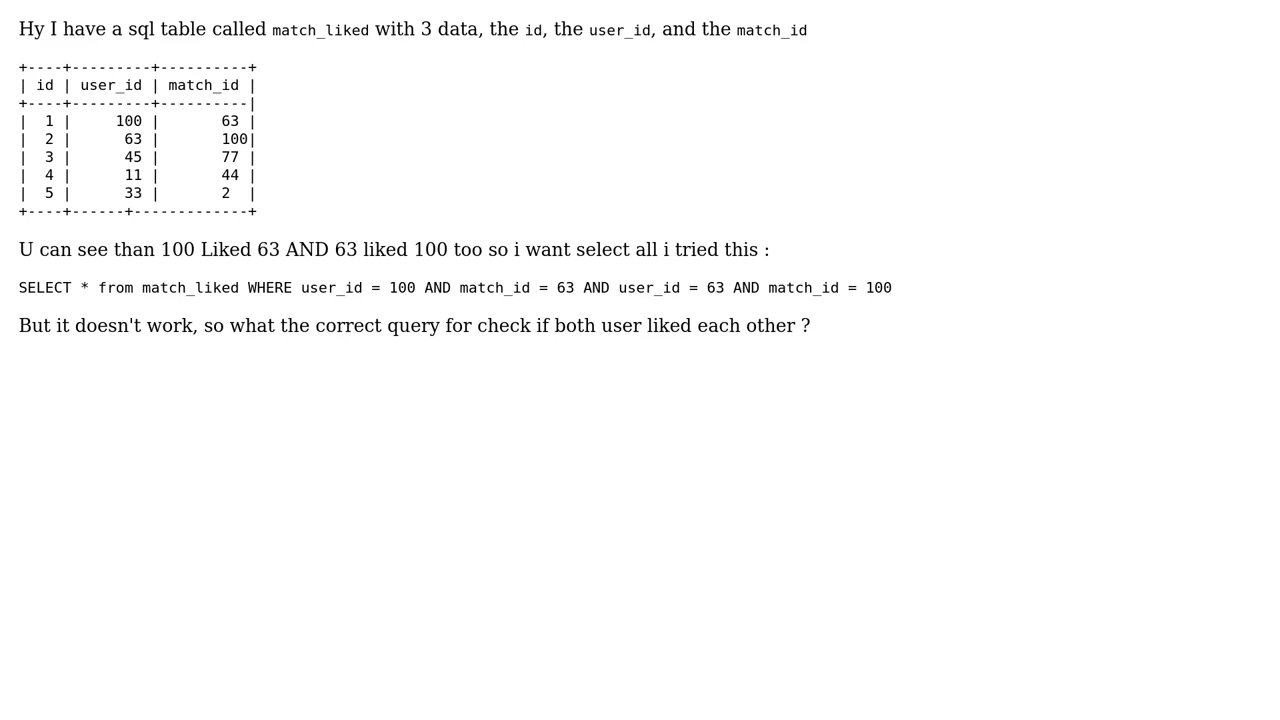 Hy I have a sql table called match_liked with 3 data, the id, the user_id, and the match_id
+----+---------+----------+
| id | user_id | match_id |
+----+---------+----------|
|  1 |     100 |       63 |
|  2 |      63 |       100|
|  3 |      45 |       77 |
|  4 |      11 |       44 |
|  5 |      33 |       2  |
+----+------+-------------+
U can see than 100 Liked 63 AND 63 liked 100 too so i want select all i tried this :
SELECT * from match_liked WHERE user_id = 100 AND match_id = 63 AND user_id = 63 AND match_id = 100
But it doesn't work, so what the correct query for check if both user liked each other ?